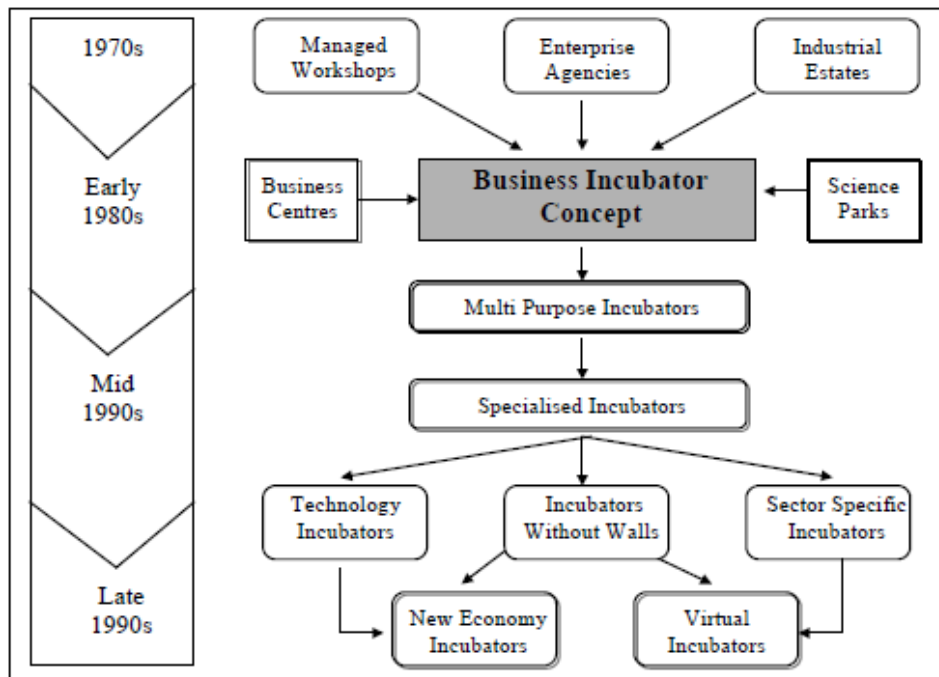 1970s
Managed
Workshops
Enterprise
Agencies
Industrial
Estates
Early
1980s
Business
Centres
Business Incubator
Concept
Science
Parks
Multi Purpose Incubators
Mid
1990s
Specialised Incubators
Technology
Incubators
Incubators
Without Walls
Sector Specific
Incubators
Late
1990s
New Economy
Incubators
Virtual
Incubators